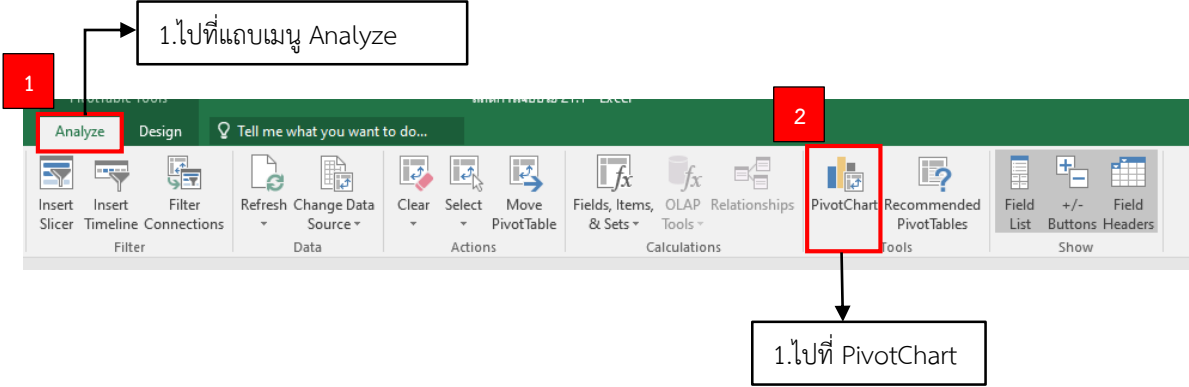 1.ไปที่แถบเมนู Analyze
1
2
Analyze Design Tell me what you want to do...
Insert Insert Filter Refresh Change Data Clear Select Move Fields, Items, OLAP Relationships PivotChart Recommended Field +/- Field
Slicer Timeline Connections Source PivotTable & Sets Tools PivotTables List Buttons Headers
Filter Data Actions Calculations Tools Show
1.ไปที่ PivotChart